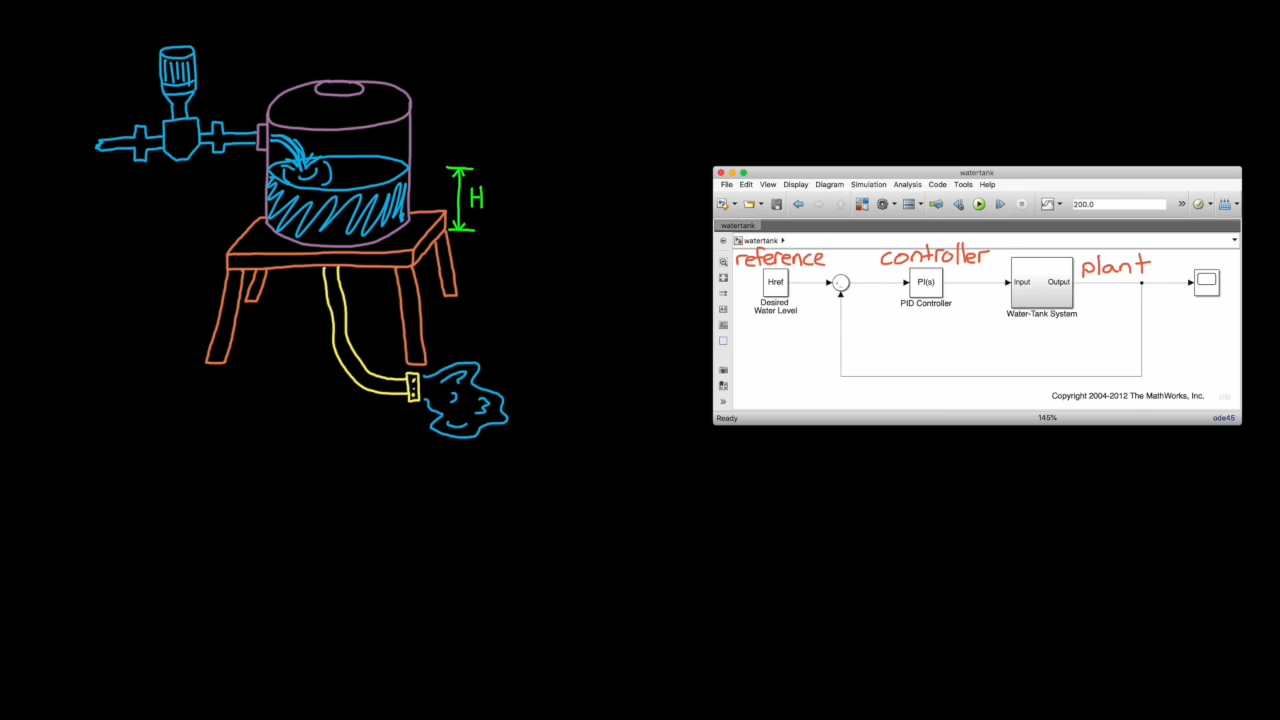 H
watertank
File Edit View Display Diagram Simulation Analysis Code Tools Help
200.0
watertank
watertank
reference
controller
plant
Href
PI(s)
Input Output
Desired
Water Level
PID Controller
Water-Tank System
Copyright 2004-2012 The MathWorks, Inc.
Ready 145% ode45